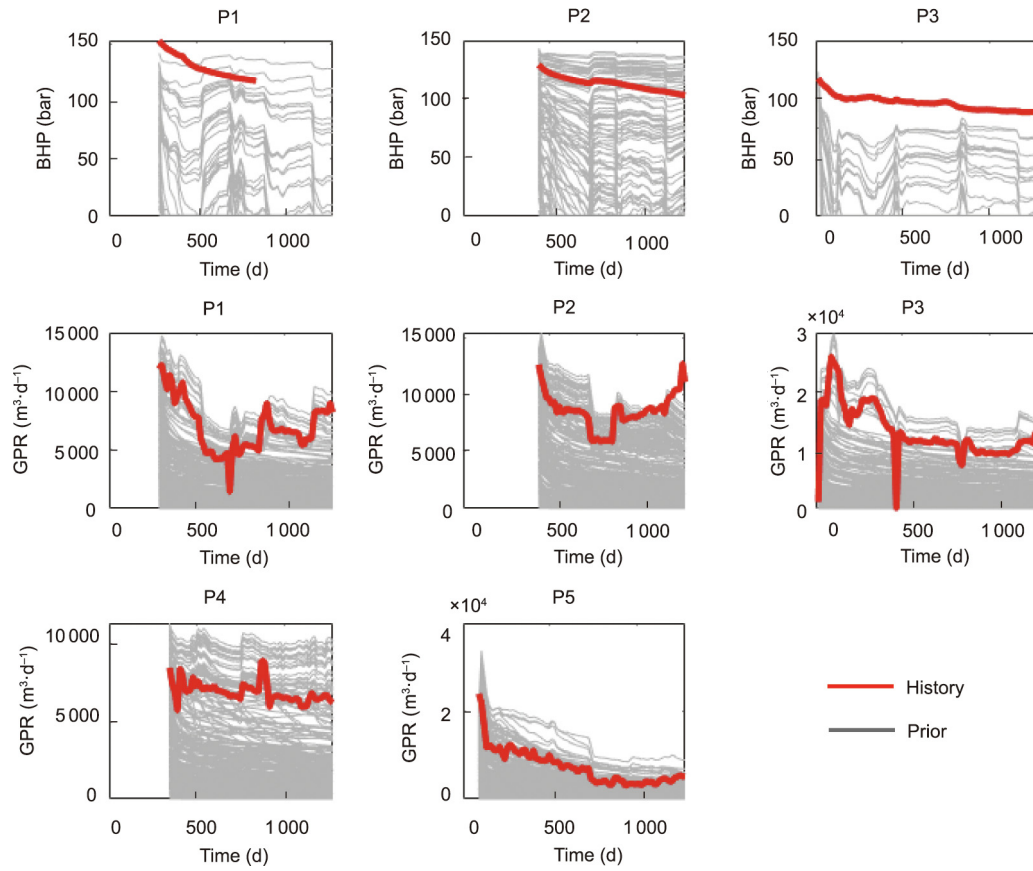 P1
P2
P3
150
100
50
0
BHP (bar)
0
500
1 000
Time (d)
150
100
50
0
BHP (bar)
0
500
1 000
Time (d)
150
100
50
0
BHP (bar)
0
500
1 000
Time (d)
P1
P2
P3
15 000
10 000
5 000
0
GPR (m³·d⁻¹)
0
500
1 000
Time (d)
15 000
10 000
5 000
0
GPR (m³·d⁻¹)
0
500
1 000
Time (d)
×10⁴
3
2
1
0
GPR (m³·d⁻¹)
0
500
1 000
Time (d)
P4
P5
10 000
5 000
0
GPR (m³·d⁻¹)
0
500
1 000
Time (d)
×10⁴
4
2
0
GPR (m³·d⁻¹)
0
500
1 000
Time (d)
History
Prior